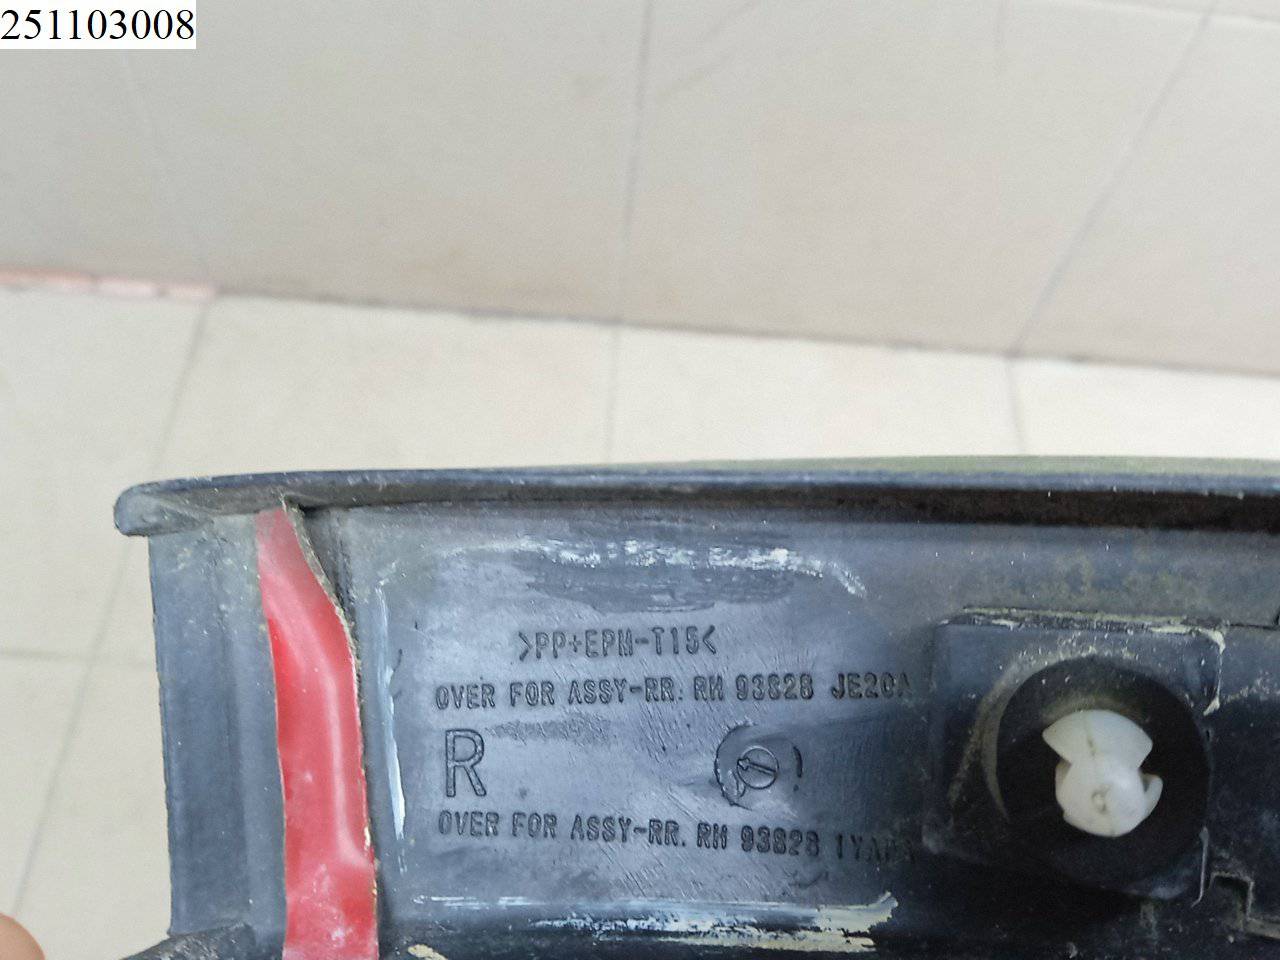 251103008
>PP+EPM-T15<
OVER FOR ASSY-RR. RH 93828 JE20A
R
OVER FOR ASSY-RR. RH 93828